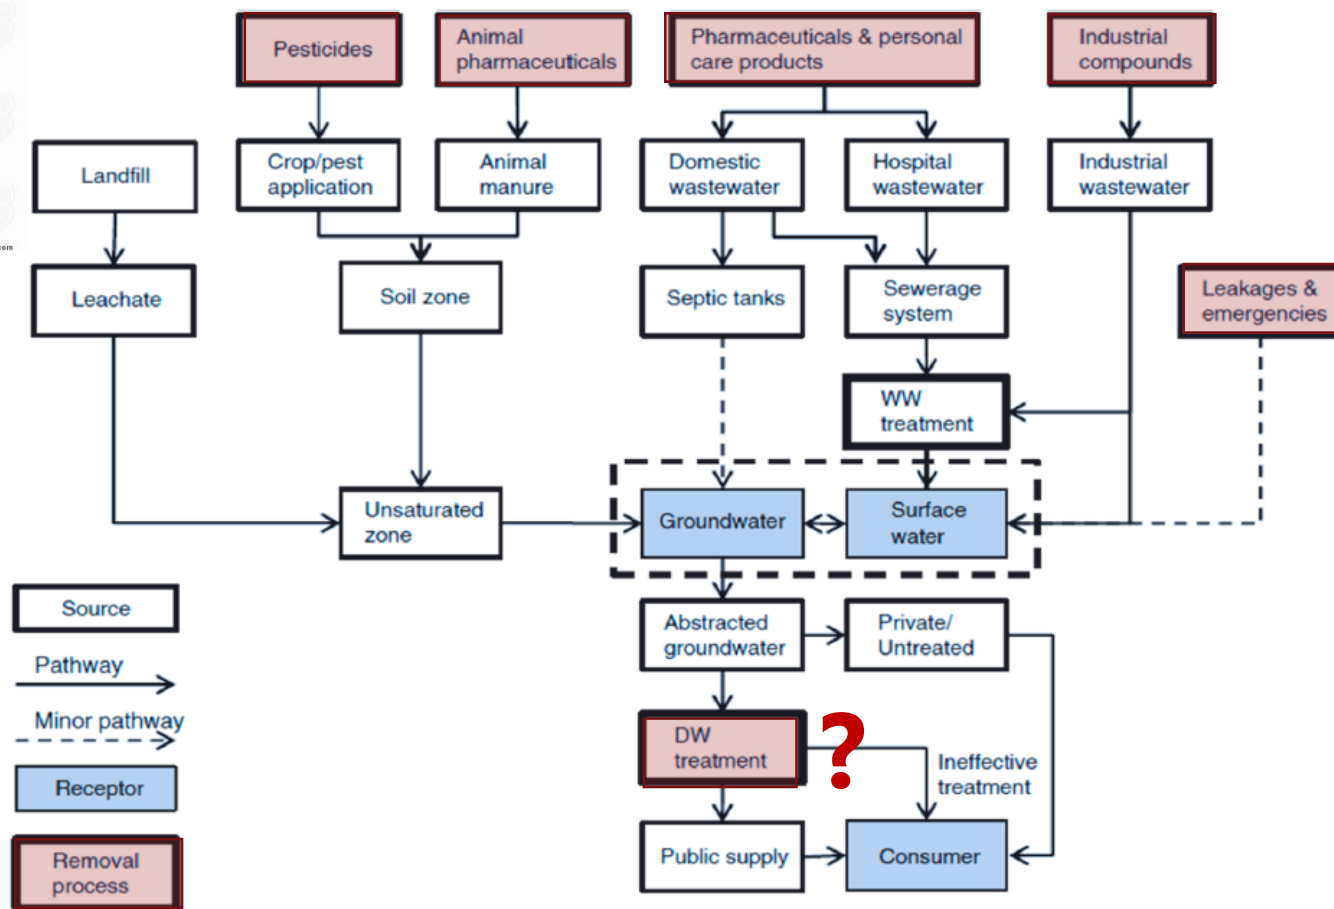 Pesticides
Animal
pharmaceuticals
Pharmaceuticals & personal
care products
Industrial
compounds
Landfill
Crop/pest
application
Animal
manure
Domestic
wastewater
Hospital
wastewater
Industrial
wastewater
com
Leachate
Soil zone
Septic tanks
Sewerage
system
Leakages &
emergencies
WW
treatment
Unsaturated
zone
Groundwater
Surface
water
Source
Abstracted
groundwater
Private/
Untreated
Pathway
Minor pathway
DW
treatment
?
Ineffective
treatment
Receptor
Removal
process
Public supply
Consumer